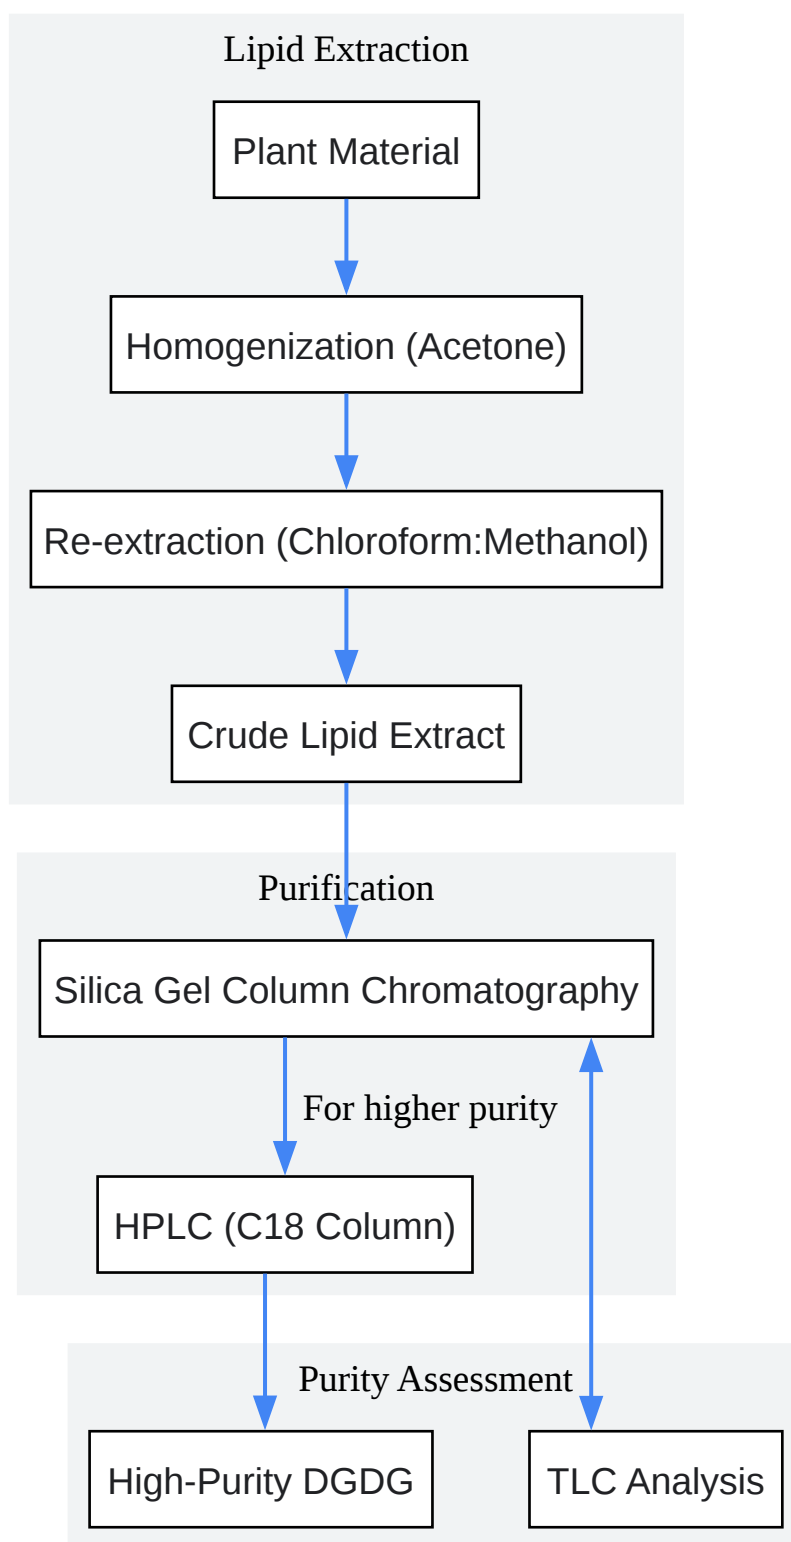 Lipid Extraction
Plant Material
Homogenization (Acetone)
Re-extraction (Chloroform:Methanol)
Crude Lipid Extract
Purification
Silica Gel Column Chromatography
For higher purity
HPLC (C18 Column)
Purity Assessment
High-Purity DGDG
TLC Analysis